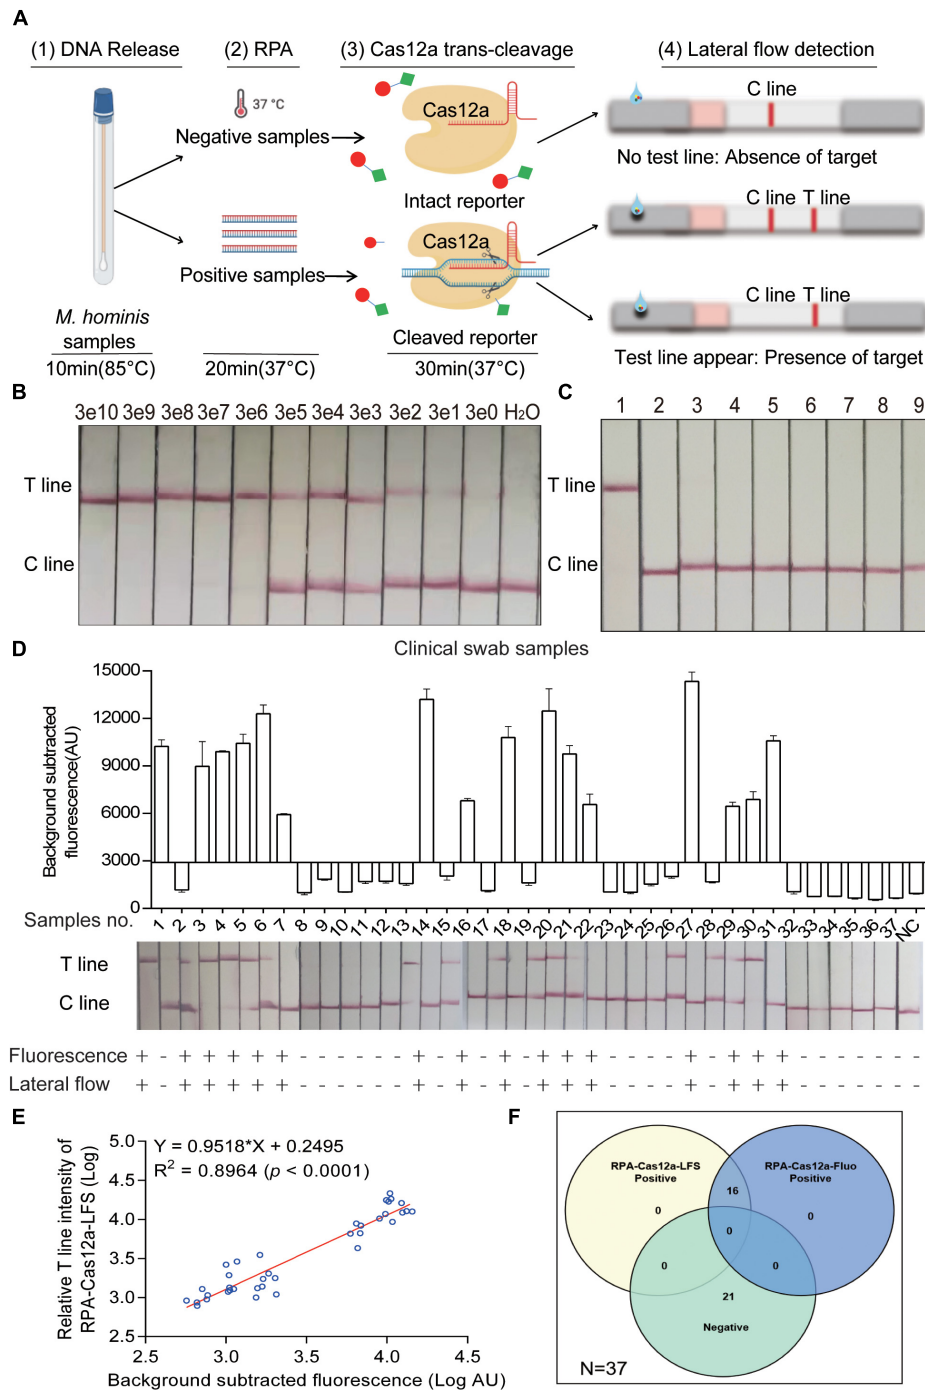 A
(1) DNA Release
(2) RPA
(3) Cas12a trans-cleavage
(4) Lateral flow detection
37 °C
Negative samples
Cas12a
Intact reporter
C line
No test line: Absence of target
Positive samples
Cas12a
Cleaved reporter
C line T line
C line T line
Test line appear: Presence of target
M. hominis
samples
10min(85°C)
20min(37°C)
30min(37°C)
B
3e10 3e9 3e8 3e7 3e6 3e5 3e4 3e3 3e2 3e1 3e0 H2O
T line
C line
C
1 2 3 4 5 6 7 8 9
T line
C line
D
Clinical swab samples
Background subtracted
fluorescence(AU)
15000
12000
9000
6000
3000
0
Samples no.
1 2 3 4 5 6 7 8 9 10 11 12 13 14 15 16 17 18 19 20 21 22 23 24 25 26 27 28 29 30 31 32 33 34 35 36 37 NC
T line
C line
Fluorescence + - + + + + + - - - - - - + - + - + - + + + - - - - + - + + + - - - - - -
Lateral flow + - + + + + + - - - - - - + - + - + - + + + - - - - + - + + + - - - - - -
E
Y = 0.9518*X + 0.2495
R2 = 0.8964 (p < 0.0001)
Relative T line intensity of
RPA-Cas12a-LFS (Log)
5.0
4.5
4.0
3.5
3.0
2.5
2.5 3.0 3.5 4.0 4.5
Background subtracted fluorescence (Log AU)
F
RPA-Cas12a-LFS
Positive
RPA-Cas12a-Fluo
Positive
16
0
0
0
0
0
21
Negative
N=37